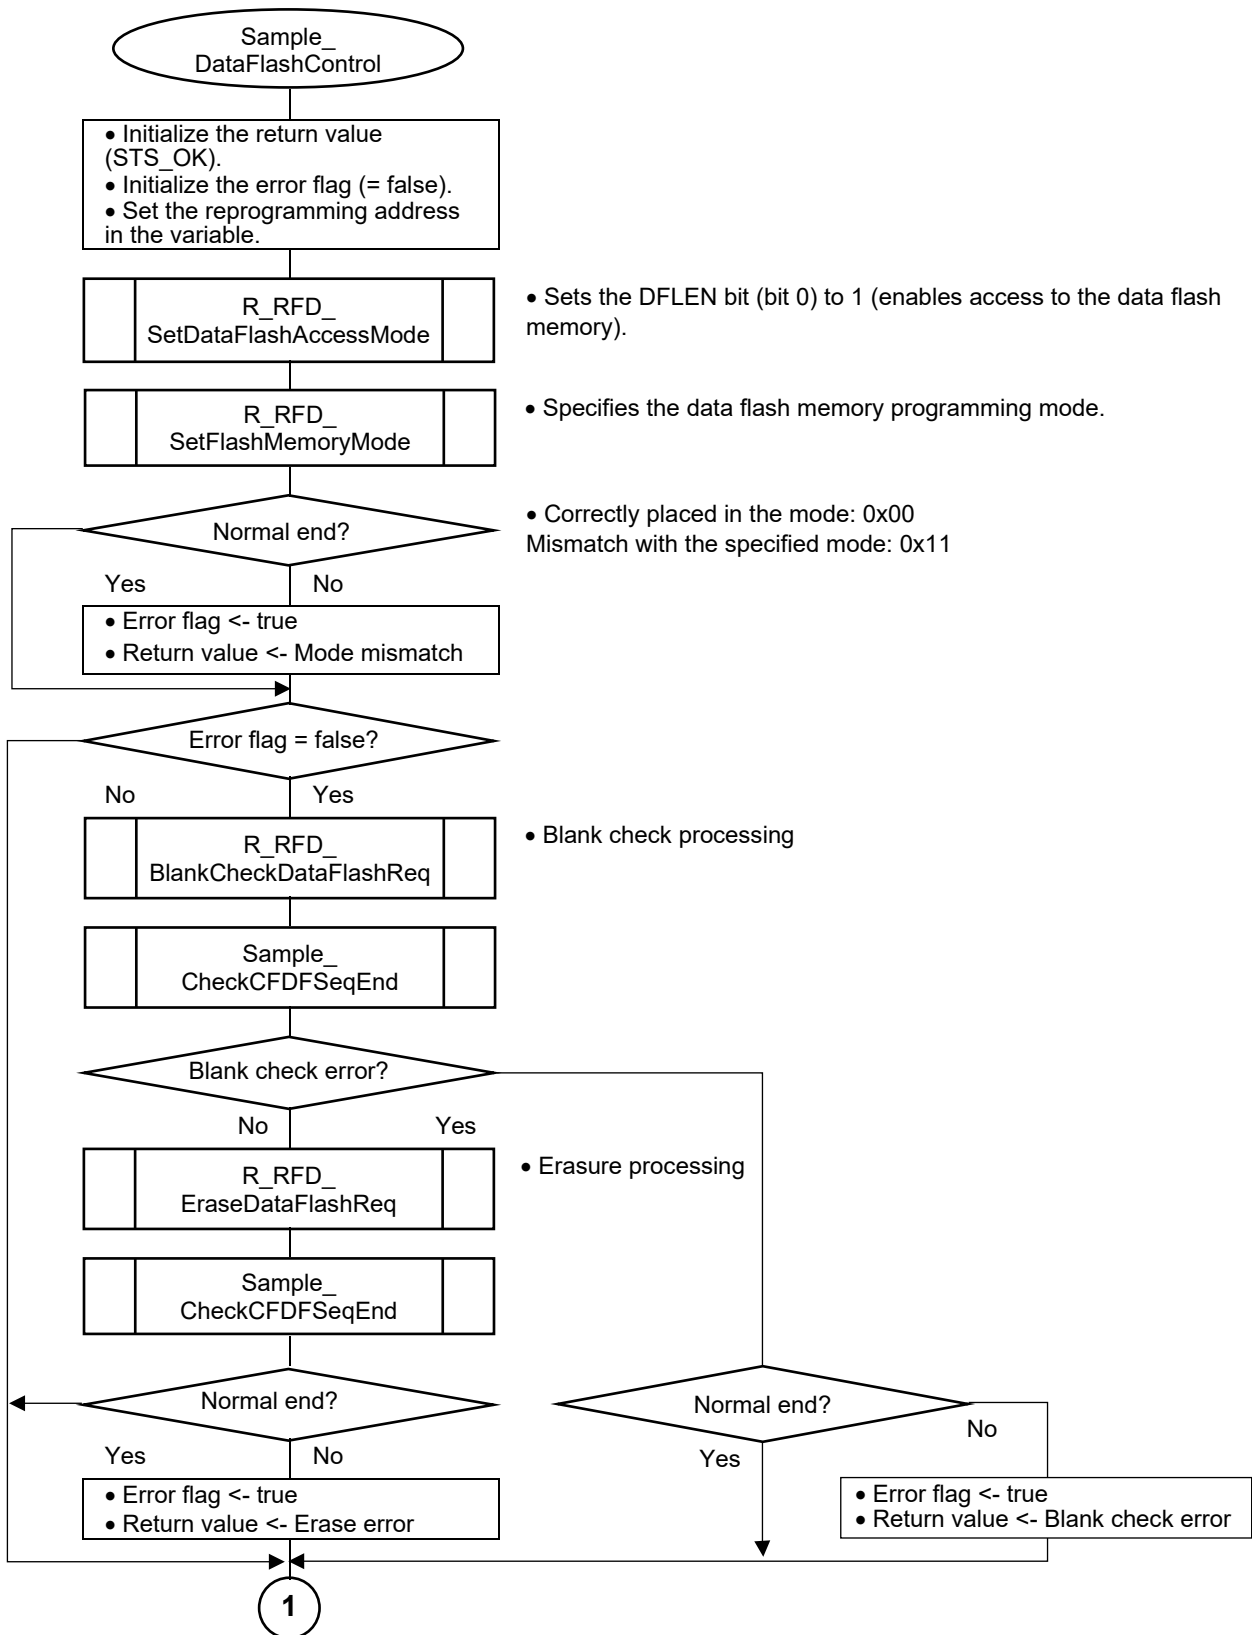 Sample_
DataFlashControl
• Initialize the return value
(STS_OK).
• Initialize the error flag (= false).
• Set the reprogramming address
in the variable.
R_RFD_
SetDataFlashAccessMode
• Sets the DFLEN bit (bit 0) to 1 (enables access to the data flash
memory).
R_RFD_
SetFlashMemoryMode
• Specifies the data flash memory programming mode.
Normal end?
• Correctly placed in the mode: 0x00
Mismatch with the specified mode: 0x11
Yes No
• Error flag <- true
• Return value <- Mode mismatch
Error flag = false?
No Yes
R_RFD_
BlankCheckDataFlashReq
• Blank check processing
Sample_
CheckCFDFSeqEnd
Blank check error?
No Yes
R_RFD_
EraseDataFlashReq
• Erasure processing
Sample_
CheckCFDFSeqEnd
Normal end?
Yes No
• Error flag <- true
• Return value <- Erase error
Normal end?
Yes No
• Error flag <- true
• Return value <- Blank check error
1